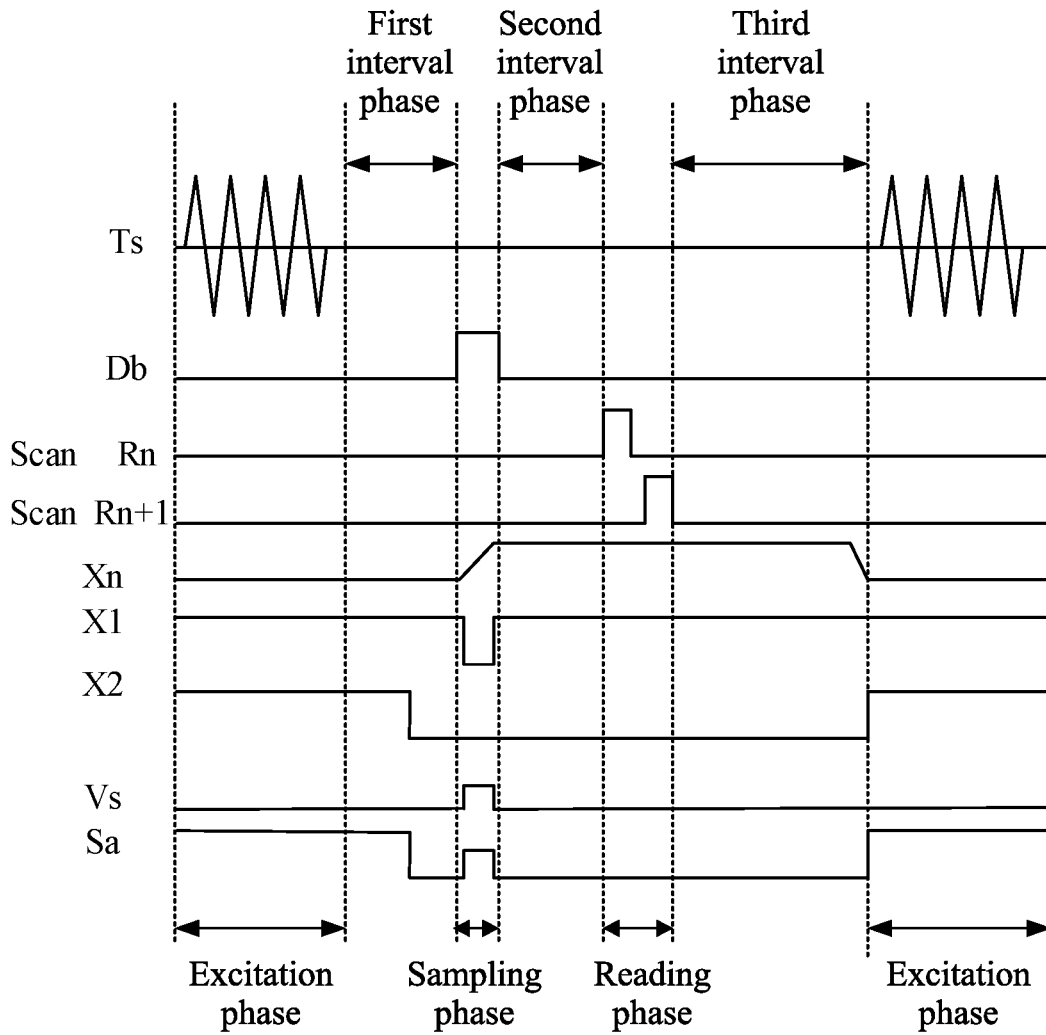 First
interval
phase
Second
interval
phase
Third
interval
phase
Ts
Db
Scan Rn
Scan Rn+1
Xn
X1
X2
Vs
Sa
Excitation
phase
Sampling
phase
Reading
phase
Excitation
phase